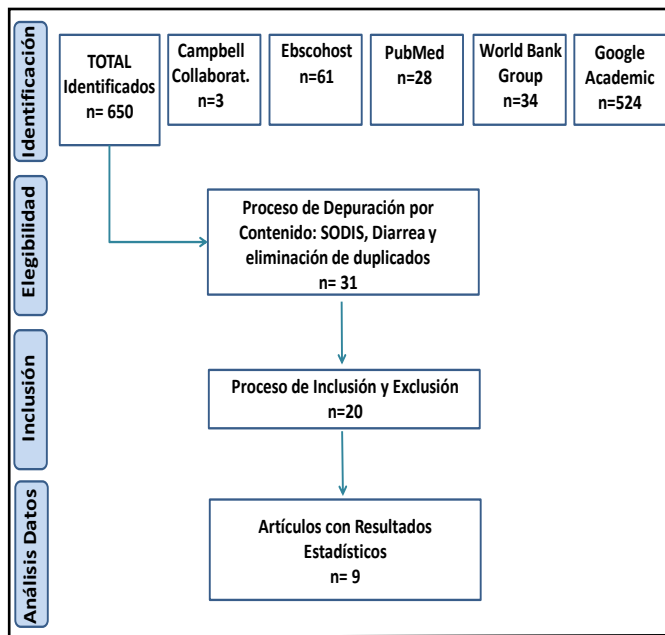 Identificación
TOTAL
Identificados
n= 650
Campbell
Collaborat.
n=3
Ebscohost
n=61
PubMed
n=28
World Bank
Group
n=34
Google
Academic
n=524
Elegibilidad
Proceso de Depuración por
Contenido: SODIS, Diarrea y
eliminación de duplicados
n= 31
Inclusión
Proceso de Inclusión y Exclusión
n=20
Análisis Datos
Artículos con Resultados
Estadísticos
n= 9